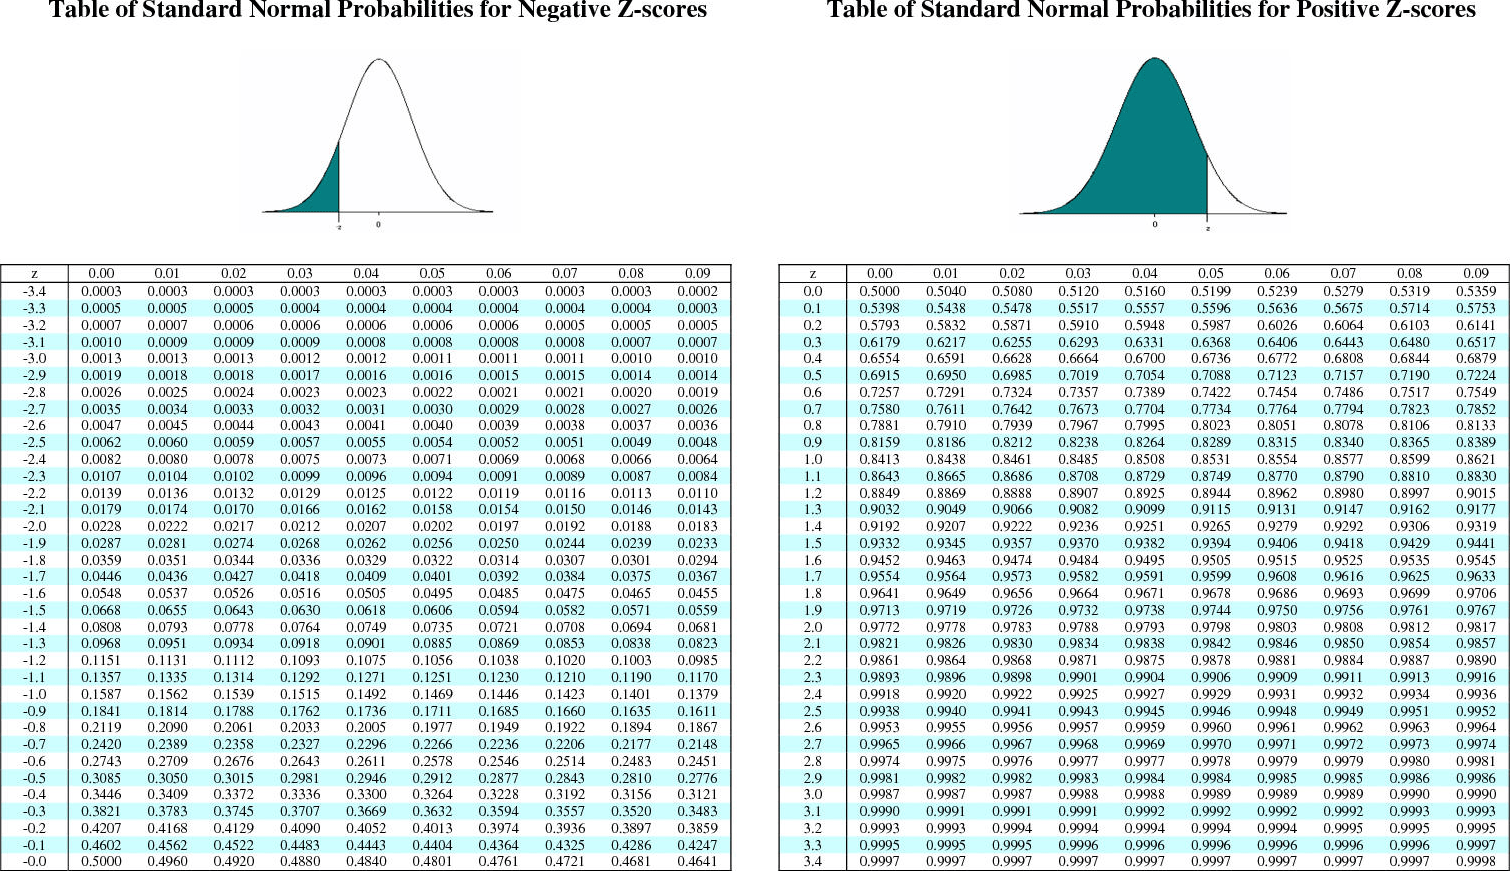 Table of Standard Normal Probabilities for Negative Z-scores
z
0
z 0.00 0.01 0.02 0.03 0.04 0.05 0.06 0.07 0.08 0.09
-3.4 0.0003 0.0003 0.0003 0.0003 0.0003 0.0003 0.0003 0.0003 0.0003 0.0002
-3.3 0.0005 0.0005 0.0005 0.0004 0.0004 0.0004 0.0004 0.0004 0.0004 0.0003
-3.2 0.0007 0.0007 0.0006 0.0006 0.0006 0.0006 0.0006 0.0005 0.0005 0.0005
-3.1 0.0010 0.0009 0.0009 0.0009 0.0008 0.0008 0.0008 0.0008 0.0007 0.0007
-3.0 0.0013 0.0013 0.0013 0.0012 0.0012 0.0011 0.0011 0.0011 0.0010 0.0010
-2.9 0.0019 0.0018 0.0018 0.0017 0.0016 0.0016 0.0015 0.0015 0.0014 0.0014
-2.8 0.0026 0.0025 0.0024 0.0023 0.0023 0.0022 0.0021 0.0021 0.0020 0.0019
-2.7 0.0035 0.0034 0.0033 0.0032 0.0031 0.0030 0.0029 0.0028 0.0027 0.0026
-2.6 0.0047 0.0045 0.0044 0.0043 0.0041 0.0040 0.0039 0.0038 0.0037 0.0036
-2.5 0.0062 0.0060 0.0059 0.0057 0.0055 0.0054 0.0052 0.0051 0.0049 0.0048
-2.4 0.0082 0.0080 0.0078 0.0075 0.0073 0.0071 0.0069 0.0068 0.0066 0.0064
-2.3 0.0107 0.0104 0.0102 0.0099 0.0096 0.0094 0.0091 0.0089 0.0087 0.0084
-2.2 0.0139 0.0136 0.0132 0.0129 0.0125 0.0122 0.0119 0.0116 0.0113 0.0110
-2.1 0.0179 0.0174 0.0170 0.0166 0.0162 0.0158 0.0154 0.0150 0.0146 0.0143
-2.0 0.0228 0.0222 0.0217 0.0212 0.0207 0.0202 0.0197 0.0192 0.0188 0.0183
-1.9 0.0287 0.0281 0.0274 0.0268 0.0262 0.0256 0.0250 0.0244 0.0239 0.0233
-1.8 0.0359 0.0351 0.0344 0.0336 0.0329 0.0322 0.0314 0.0307 0.0301 0.0294
-1.7 0.0446 0.0436 0.0427 0.0418 0.0409 0.0401 0.0392 0.0384 0.0375 0.0367
-1.6 0.0548 0.0537 0.0526 0.0516 0.0505 0.0495 0.0485 0.0475 0.0465 0.0455
-1.5 0.0668 0.0655 0.0643 0.0630 0.0618 0.0606 0.0594 0.0582 0.0571 0.0559
-1.4 0.0808 0.0793 0.0778 0.0764 0.0749 0.0735 0.0721 0.0708 0.0694 0.0681
-1.3 0.0968 0.0951 0.0934 0.0918 0.0901 0.0885 0.0869 0.0853 0.0838 0.0823
-1.2 0.1151 0.1131 0.1112 0.1093 0.1075 0.1056 0.1038 0.1020 0.1003 0.0985
-1.1 0.1357 0.1335 0.1314 0.1292 0.1271 0.1251 0.1230 0.1210 0.1190 0.1170
-1.0 0.1587 0.1562 0.1539 0.1515 0.1492 0.1469 0.1446 0.1423 0.1401 0.1379
-0.9 0.1841 0.1814 0.1788 0.1762 0.1736 0.1711 0.1685 0.1660 0.1635 0.1611
-0.8 0.2119 0.2090 0.2061 0.2033 0.2005 0.1977 0.1949 0.1922 0.1894 0.1867
-0.7 0.2420 0.2389 0.2358 0.2327 0.2296 0.2266 0.2236 0.2206 0.2177 0.2148
-0.6 0.2743 0.2709 0.2676 0.2643 0.2611 0.2578 0.2546 0.2514 0.2483 0.2451
-0.5 0.3085 0.3050 0.3015 0.2981 0.2946 0.2912 0.2877 0.2843 0.2810 0.2776
-0.4 0.3446 0.3409 0.3372 0.3336 0.3300 0.3264 0.3228 0.3192 0.3156 0.3121
-0.3 0.3821 0.3783 0.3745 0.3707 0.3669 0.3632 0.3594 0.3557 0.3520 0.3483
-0.2 0.4207 0.4168 0.4129 0.4090 0.4052 0.4013 0.3974 0.3936 0.3897 0.3859
-0.1 0.4602 0.4562 0.4522 0.4483 0.4443 0.4404 0.4364 0.4325 0.4286 0.4247
-0.0 0.5000 0.4960 0.4920 0.4880 0.4840 0.4801 0.4761 0.4721 0.4681 0.4641
Table of Standard Normal Probabilities for Positive Z-scores
0
z
z 0.00 0.01 0.02 0.03 0.04 0.05 0.06 0.07 0.08 0.09
0.0 0.5000 0.5040 0.5080 0.5120 0.5160 0.5199 0.5239 0.5279 0.5319 0.5359
0.1 0.5398 0.5438 0.5478 0.5517 0.5557 0.5596 0.5636 0.5675 0.5714 0.5753
0.2 0.5793 0.5832 0.5871 0.5910 0.5948 0.5987 0.6026 0.6064 0.6103 0.6141
0.3 0.6179 0.6217 0.6255 0.6293 0.6331 0.6368 0.6406 0.6443 0.6480 0.6517
0.4 0.6554 0.6591 0.6628 0.6664 0.6700 0.6736 0.6772 0.6808 0.6844 0.6879
0.5 0.6915 0.6950 0.6985 0.7019 0.7054 0.7088 0.7123 0.7157 0.7190 0.7224
0.6 0.7257 0.7291 0.7324 0.7357 0.7389 0.7422 0.7454 0.7486 0.7517 0.7549
0.7 0.7580 0.7611 0.7642 0.7673 0.7704 0.7734 0.7764 0.7794 0.7823 0.7852
0.8 0.7881 0.7910 0.7939 0.7967 0.7995 0.8023 0.8051 0.8078 0.8106 0.8133
0.9 0.8159 0.8186 0.8212 0.8238 0.8264 0.8289 0.8315 0.8340 0.8365 0.8389
1.0 0.8413 0.8438 0.8461 0.8485 0.8508 0.8531 0.8554 0.8577 0.8599 0.8621
1.1 0.8643 0.8665 0.8686 0.8708 0.8729 0.8749 0.8770 0.8790 0.8810 0.8830
1.2 0.8849 0.8869 0.8888 0.8907 0.8925 0.8944 0.8962 0.8980 0.8997 0.9015
1.3 0.9032 0.9049 0.9066 0.9082 0.9099 0.9115 0.9131 0.9147 0.9162 0.9177
1.4 0.9192 0.9207 0.9222 0.9236 0.9251 0.9265 0.9279 0.9292 0.9306 0.9319
1.5 0.9332 0.9345 0.9357 0.9370 0.9382 0.9394 0.9406 0.9418 0.9429 0.9441
1.6 0.9452 0.9463 0.9474 0.9484 0.9495 0.9505 0.9515 0.9525 0.9535 0.9545
1.7 0.9554 0.9564 0.9573 0.9582 0.9591 0.9599 0.9608 0.9616 0.9625 0.9633
1.8 0.9641 0.9649 0.9656 0.9664 0.9671 0.9678 0.9686 0.9693 0.9699 0.9706
1.9 0.9713 0.9719 0.9726 0.9732 0.9738 0.9744 0.9750 0.9756 0.9761 0.9767
2.0 0.9772 0.9778 0.9783 0.9788 0.9793 0.9798 0.9803 0.9808 0.9812 0.9817
2.1 0.9821 0.9826 0.9830 0.9834 0.9838 0.9842 0.9846 0.9850 0.9854 0.9857
2.2 0.9861 0.9864 0.9868 0.9871 0.9875 0.9878 0.9881 0.9884 0.9887 0.9890
2.3 0.9893 0.9896 0.9898 0.9901 0.9904 0.9906 0.9909 0.9911 0.9913 0.9916
2.4 0.9918 0.9920 0.9922 0.9925 0.9927 0.9929 0.9931 0.9932 0.9934 0.9936
2.5 0.9938 0.9940 0.9941 0.9943 0.9945 0.9946 0.9948 0.9949 0.9951 0.9952
2.6 0.9953 0.9955 0.9956 0.9957 0.9959 0.9960 0.9961 0.9962 0.9963 0.9964
2.7 0.9965 0.9966 0.9967 0.9968 0.9969 0.9970 0.9971 0.9972 0.9973 0.9974
2.8 0.9974 0.9975 0.9976 0.9977 0.9977 0.9978 0.9979 0.9979 0.9980 0.9981
2.9 0.9981 0.9982 0.9982 0.9983 0.9984 0.9984 0.9985 0.9985 0.9986 0.9986
3.0 0.9987 0.9987 0.9987 0.9988 0.9988 0.9989 0.9989 0.9989 0.9990 0.9990
3.1 0.9990 0.9991 0.9991 0.9991 0.9992 0.9992 0.9992 0.9992 0.9993 0.9993
3.2 0.9993 0.9993 0.9994 0.9994 0.9994 0.9994 0.9994 0.9995 0.9995 0.9995
3.3 0.9995 0.9995 0.9995 0.9996 0.9996 0.9996 0.9996 0.9996 0.9996 0.9997
3.4 0.9997 0.9997 0.9997 0.9997 0.9997 0.9997 0.9997 0.9997 0.9997 0.9998